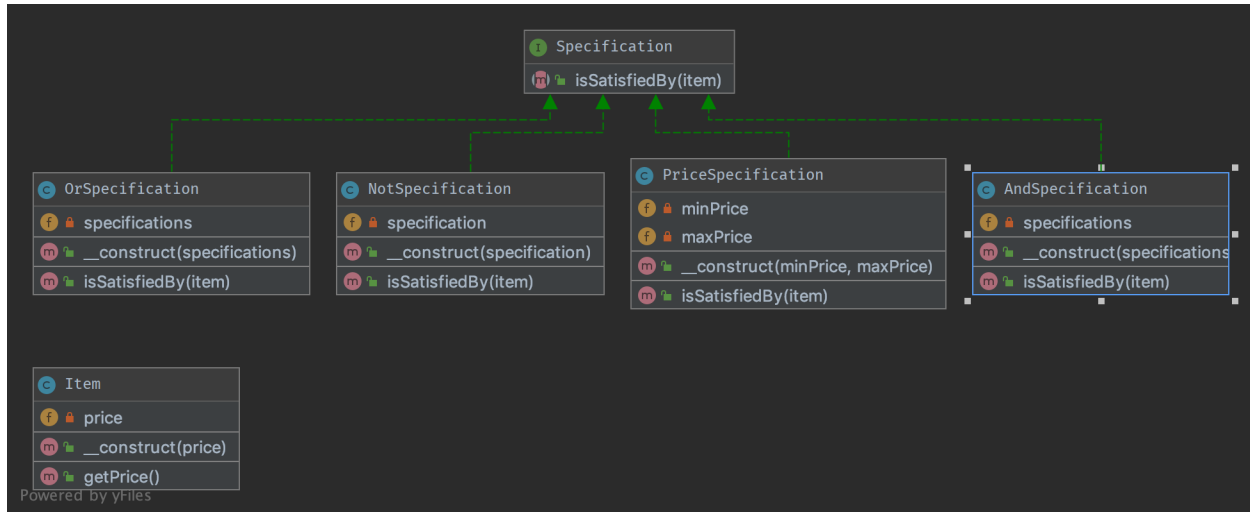 Specification
isSatisfiedBy(item)
OrSpecification
specifications
__construct(specifications)
isSatisfiedBy(item)
NotSpecification
specification
__construct(specification)
isSatisfiedBy(item)
PriceSpecification
minPrice
maxPrice
__construct(minPrice, maxPrice)
isSatisfiedBy(item)
AndSpecification
specifications
__construct(specifications
isSatisfiedBy(item)
Item
price
__construct(price)
getPrice()
Powered by yFiles